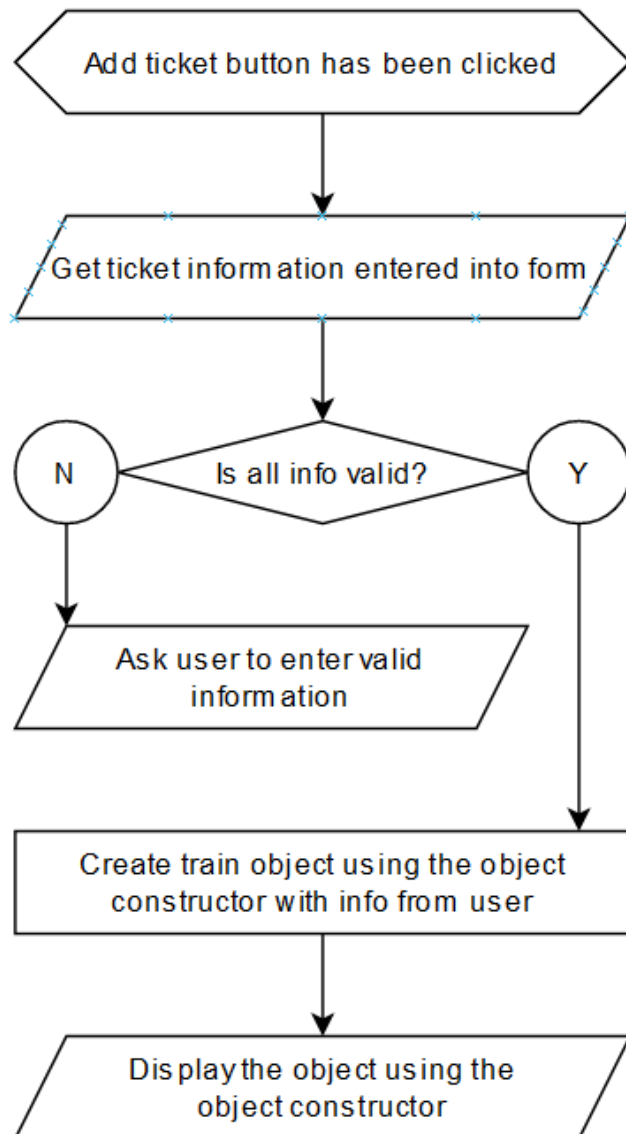 Add ticket button has been clicked
Get ticket information entered into form
N
Is all info valid?
Y
Ask user to enter valid
information
Create train object using the object
constructor with info from user
Display the object using the
object constructor